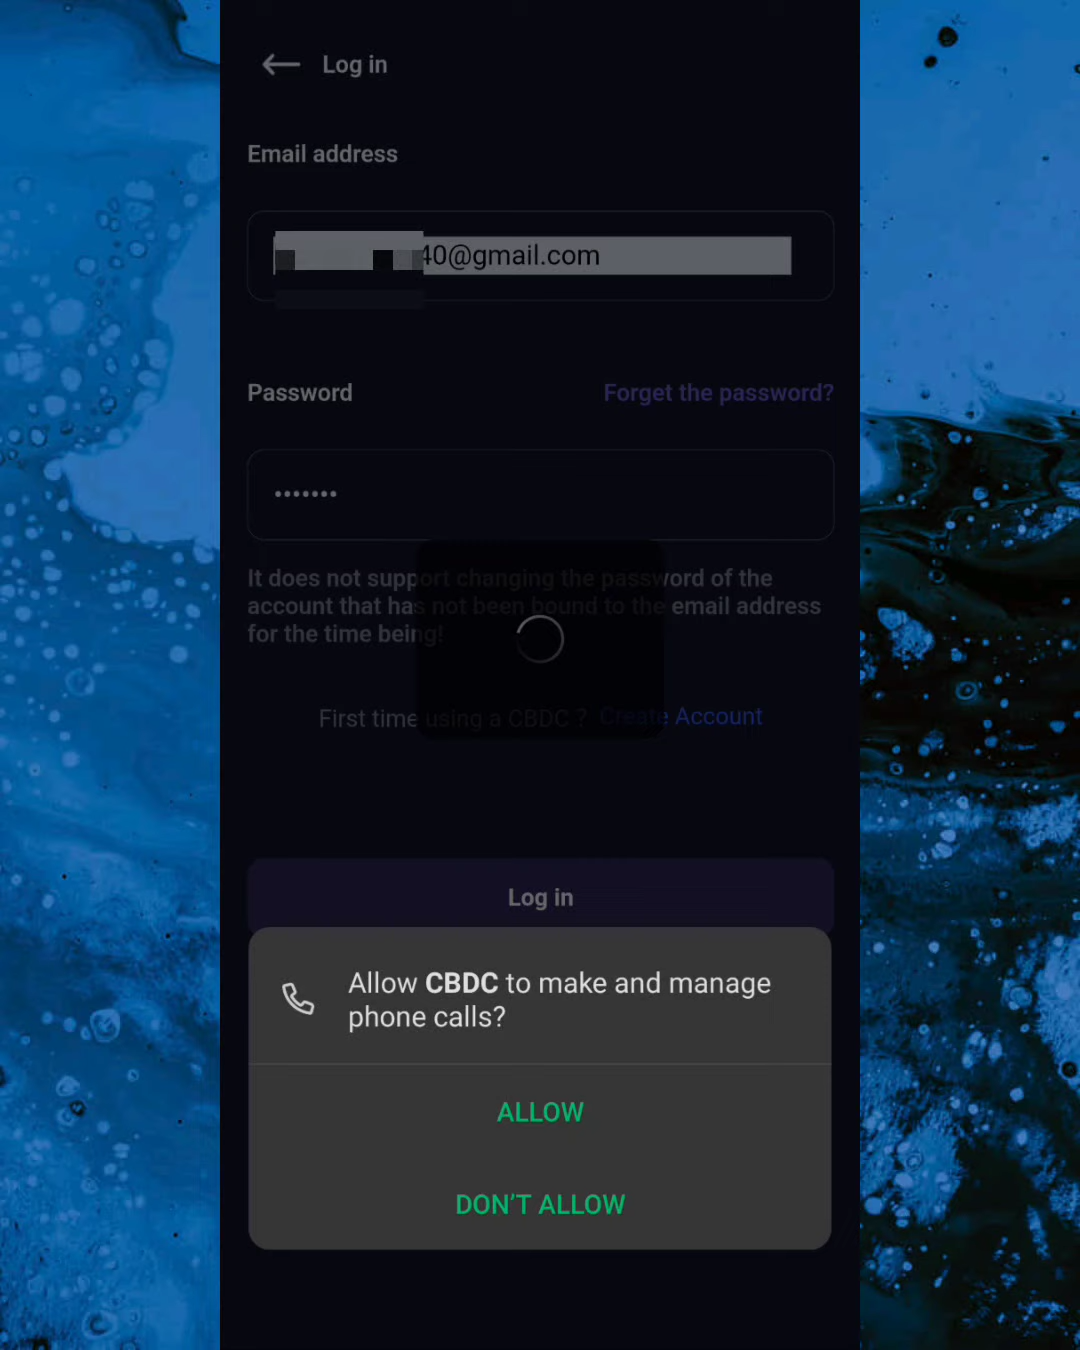 Log in
Email address
40@gmail.com
Password
Forget the password?
•••••••
It does not support changing the password of the
account that has not been bound to the email address
for the time being!
First time using a CBDC ? Create Account
Log in
Allow CBDC to make and manage
phone calls?
ALLOW
DON'T ALLOW